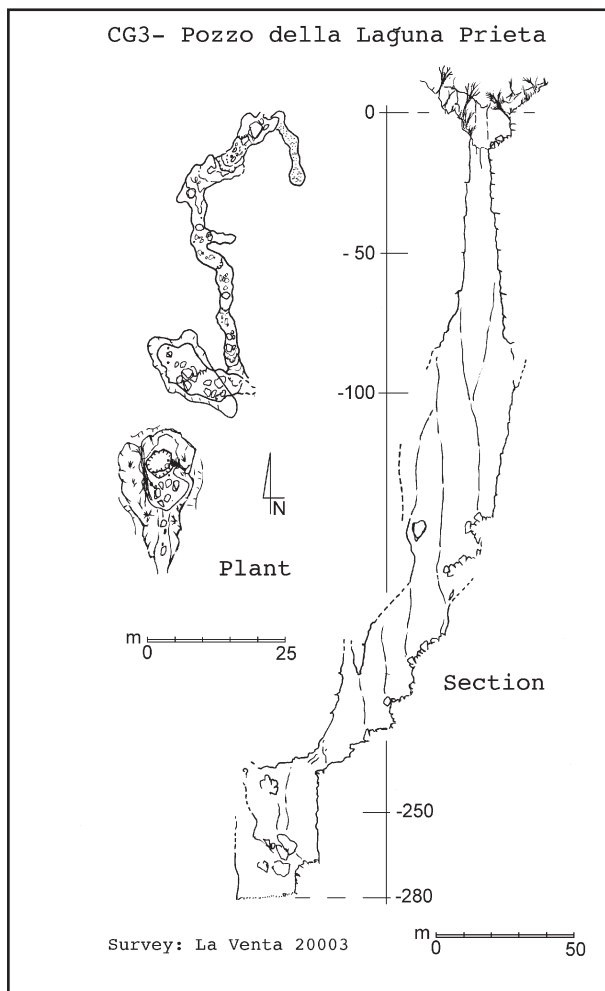 CG3- Pozzo della Laguna Prieta
0
- 50
-100
N
Plant
m
0 25
Section
-250
-280
m
0 50
Survey: La Venta 20003